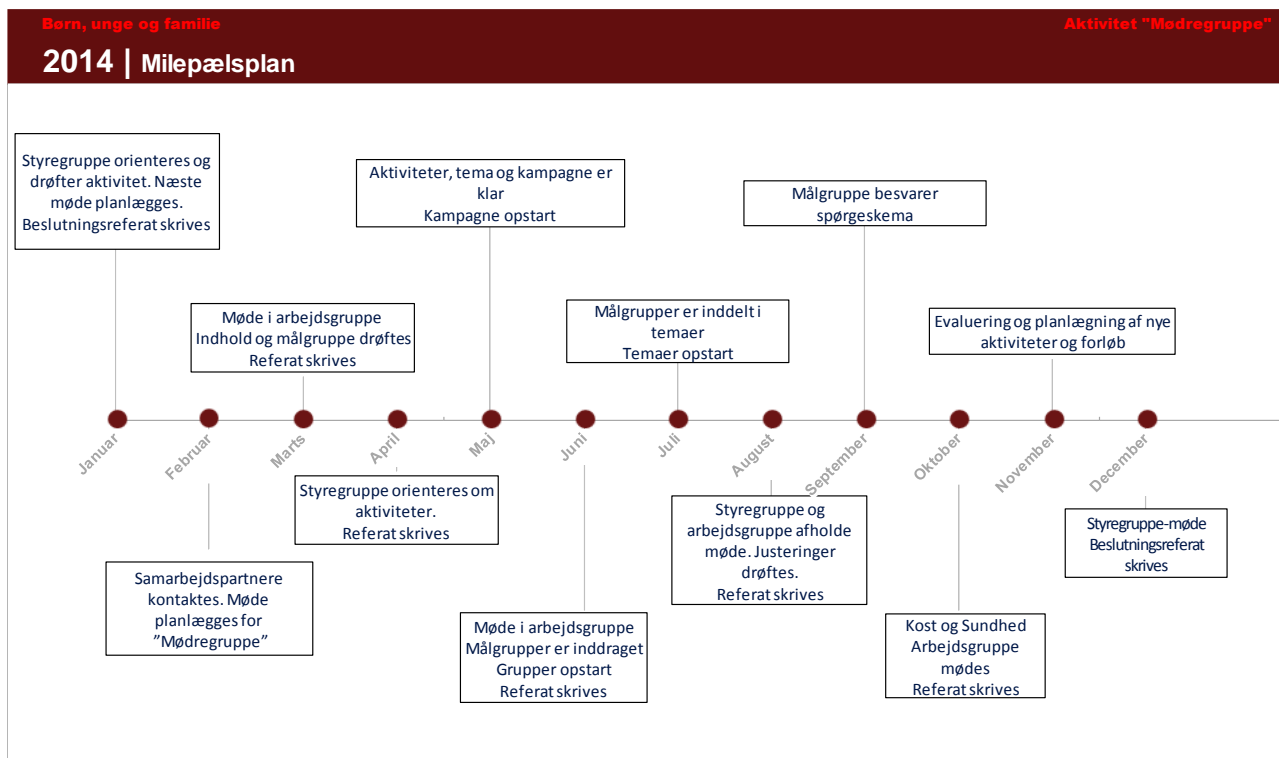 Børn, unge og familie
Aktivitet "Mødregruppe"
2014 | Milepælsplan
Styregruppe orienteres og
drøfter aktivitet. Næste
møde planlægges.
Beslutningsreferat skrives
Aktiviteter, tema og kampagne er
klar
Kampagne opstart
Målgruppe besvarer
spørgeskema
Møde i arbejdsgruppe
Indhold og målgruppe drøftes
Referat skrives
Målgrupper er inddelt i
temaer
Temaer opstart
Evaluering og planlægning af nye
aktiviteter og forløb
Januar
Februar
Marts
April
Maj
Juni
Juli
August
September
Oktober
November
December
Styregruppe orienteres om
aktiviteter.
Referat skrives
Styregruppe og
arbejdsgruppe afholde
møde. Justeringer
drøftes.
Referat skrives
Styregruppe-møde
Beslutningsreferat
skrives
Samarbejdspartnere
kontaktes. Møde
planlægges for
”Mødregruppe”
Møde i arbejdsgruppe
Målgrupper er inddraget
Grupper opstart
Referat skrives
Kost og Sundhed
Arbejdsgruppe
mødes
Referat skrives